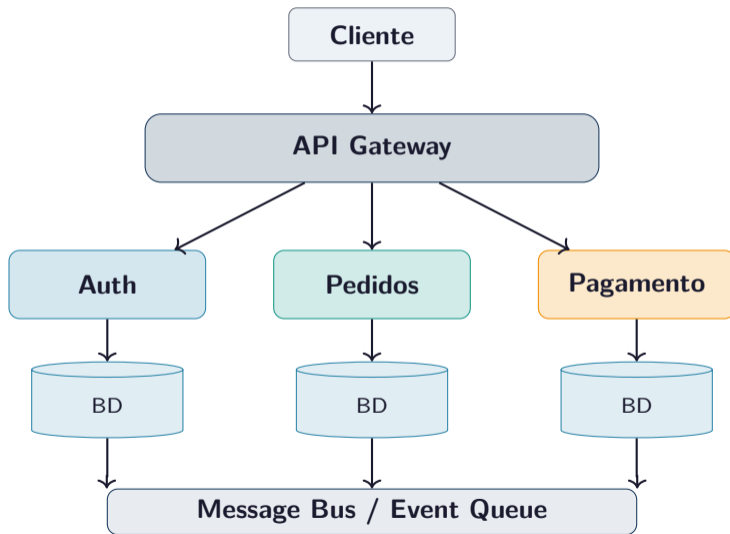 Cliente
API Gateway
Auth
Pedidos
Pagamento
BD
BD
BD
Message Bus / Event Queue